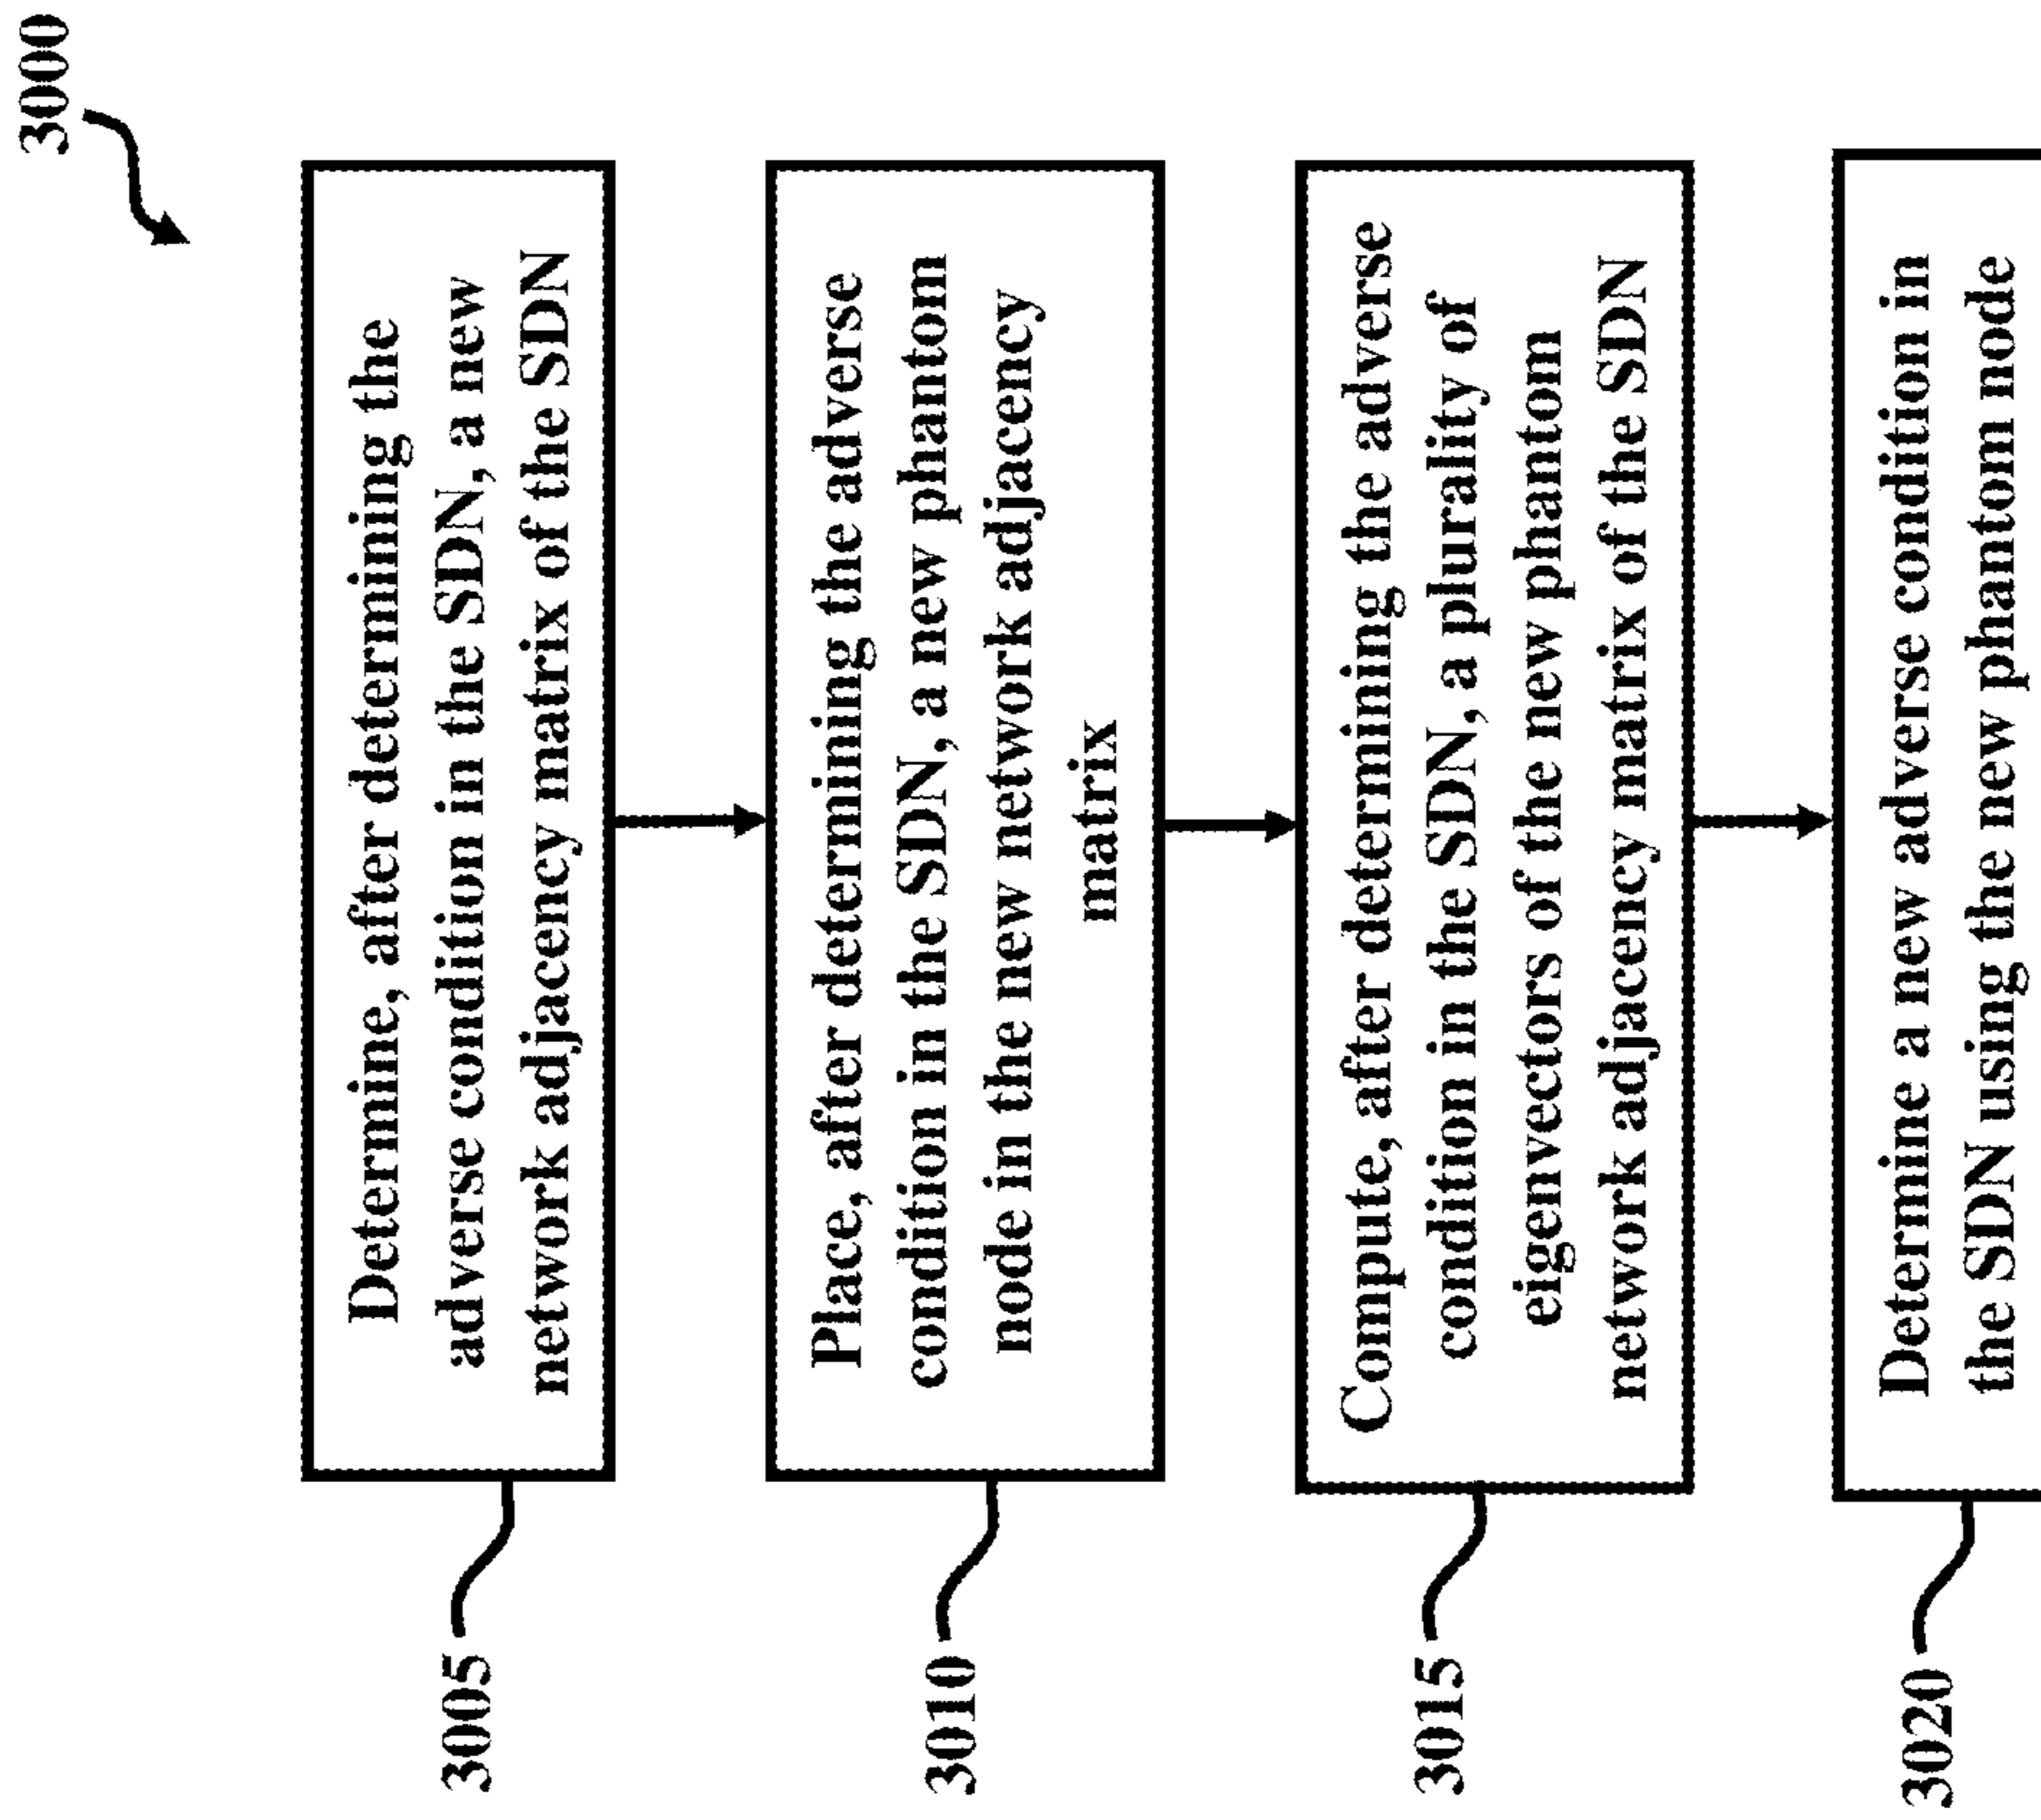 3000
3005
Determine, after determining the
adverse condition in the SDN, a new
network adjacency matrix of the SDN
3010
Place, after determining the adverse
condition in the SDN, a new phantom
node in the new network adjacency
matrix
3015
Compute, after determining the adverse
condition in the SDN, a plurality of
eigenvectors of the new phantom
network adjacency matrix of the SDN
3020
Determine a new adverse condition in
the SDN using the new phantom node